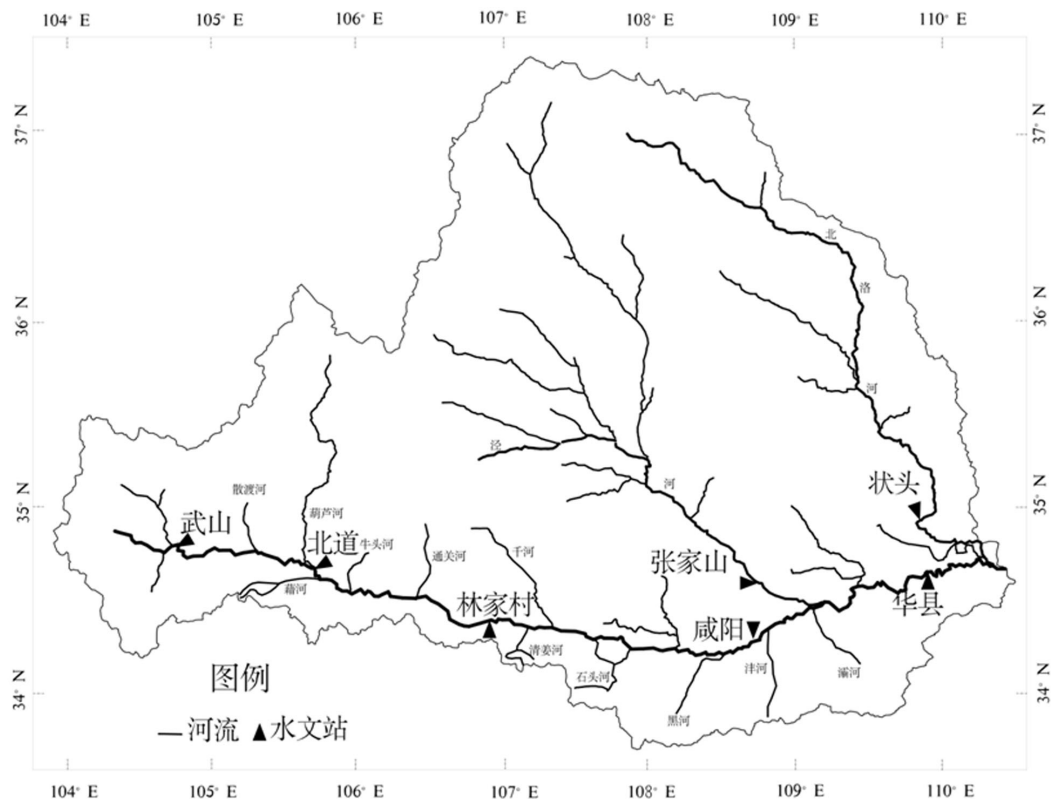 104° E 105° E 106° E 107° E 108° E 109° E 110° E
37° N 37° N
北
洛
36° N 36° N
河
泾
河
状头
35° N 35° N
散渡河
武山
葫芦河
北道
牛头河
通关河
千河
张家山
藉河
林家村
华县
咸阳
清姜河
石头河
沣河
灞河
黑河
34° N 34° N
图例
河流 水文站
104° E 105° E 106° E 107° E 108° E 109° E 110° E